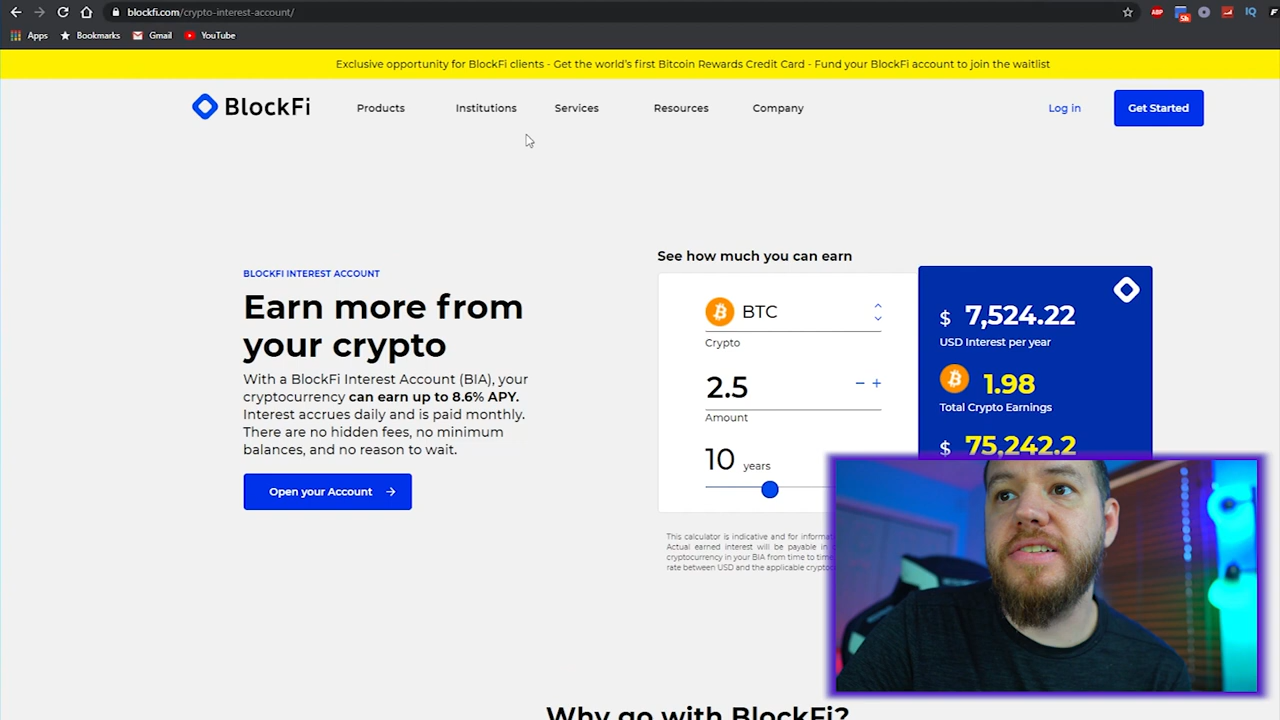 blockfi.com/crypto-interest-account/
Apps
Bookmarks
Gmail
YouTube
Exclusive opportunity for BlockFi clients - Get the world's first Bitcoin Rewards Credit Card - Fund your BlockFi account to join the waitlist
BlockFi
Products
Institutions
Services
Resources
Company
Log in
Get Started
BLOCKFI INTEREST ACCOUNT
Earn more from
your crypto
With a BlockFi Interest Account (BIA), your
cryptocurrency can earn up to 8.6% APY.
Interest accrues daily and is paid monthly.
There are no hidden fees, no minimum
balances, and no reason to wait.
Open your Account
See how much you can earn
BTC
Crypto
2.5
Amount
10 years
$ 7,524.22
USD Interest per year
1.98
Total Crypto Earnings
$ 75,242.2
This calculator is indicative and for informa
Actual earned interest will be payable in
cryptocurrency in your BIA from time to time
rate between USD and the applicable crypto
Why go with BlockFi?
ABP
IQ